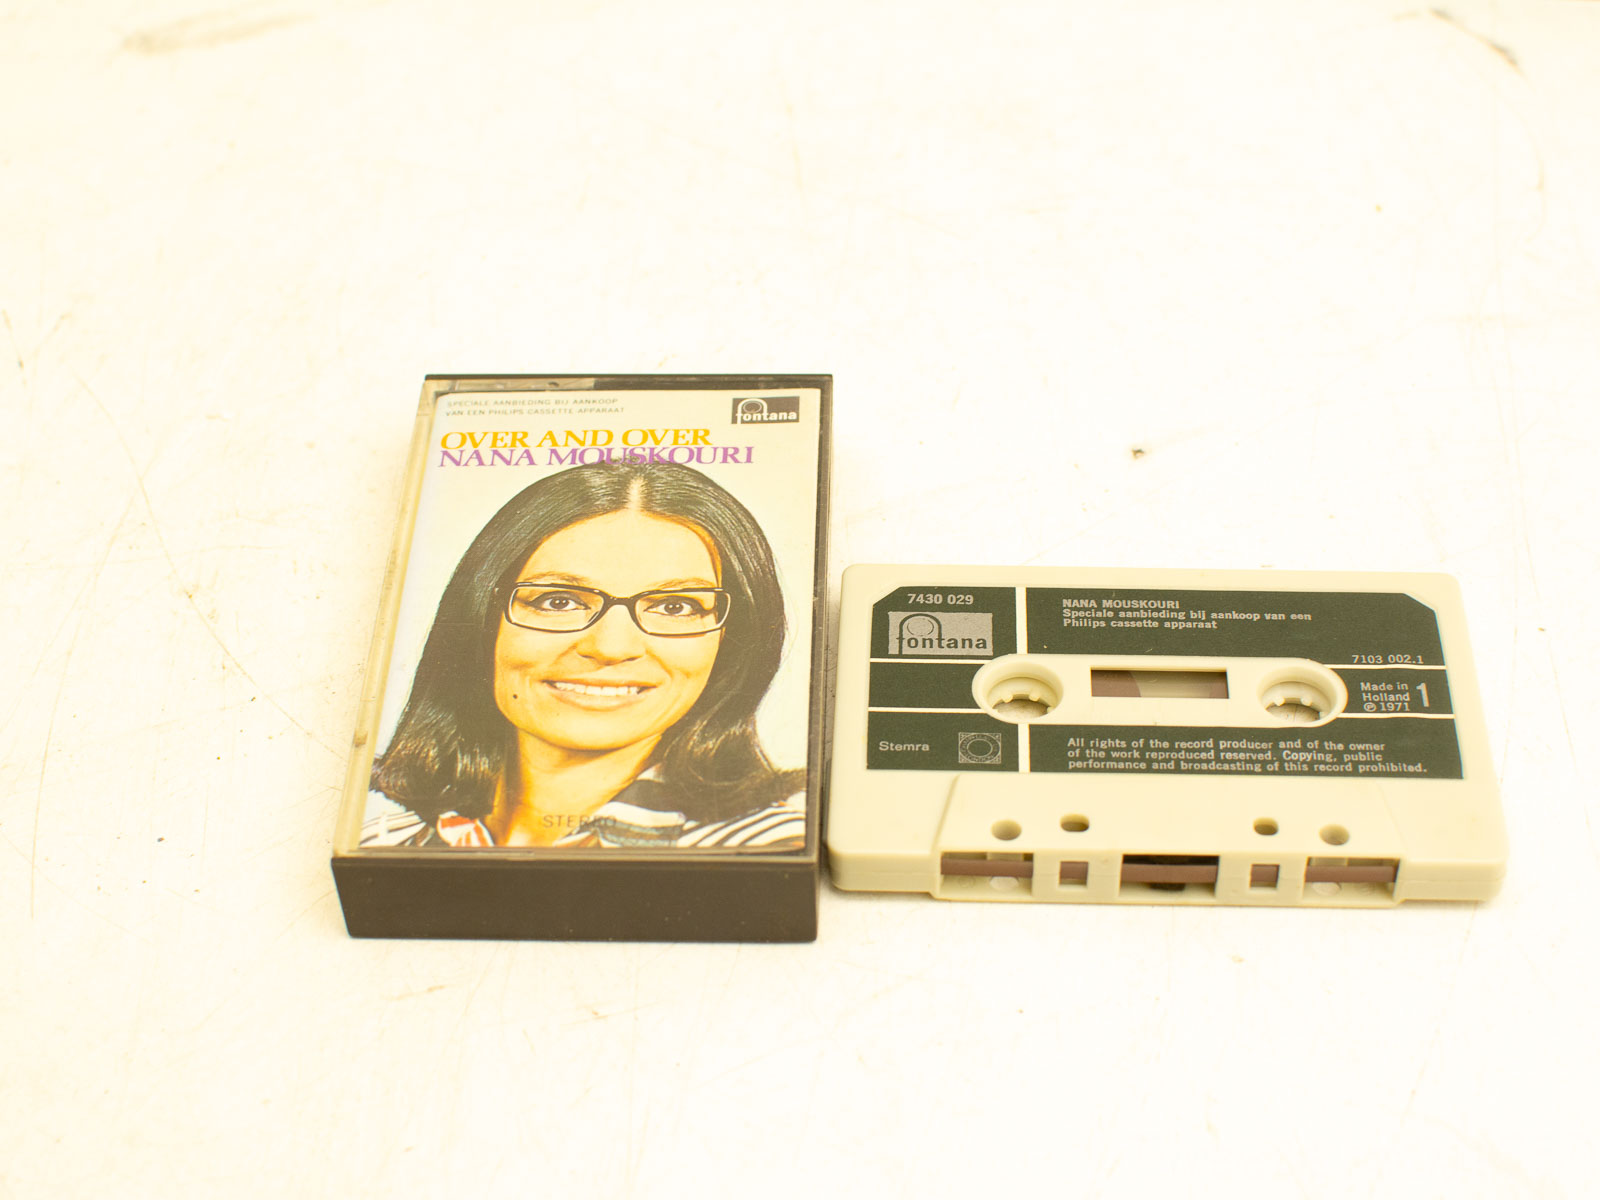 SPECIALE AANBIEDING BIJ AANKOOP
VAN EEN PHILIPS CASSETTE APPARAAT
fontana
OVER AND OVER
NANA MOUSKOURI
STEREO
7430 029
fontana
NANA MOUSKOURI
Speciale aanbieding bij aankoop van een
Philips cassette apparaat
7103 002.1
Made in
Holland
℗ 1971
1
Stemra
All rights of the record producer and of the owner
of the work reproduced reserved. Copying, public
performance and broadcasting of this record prohibited.